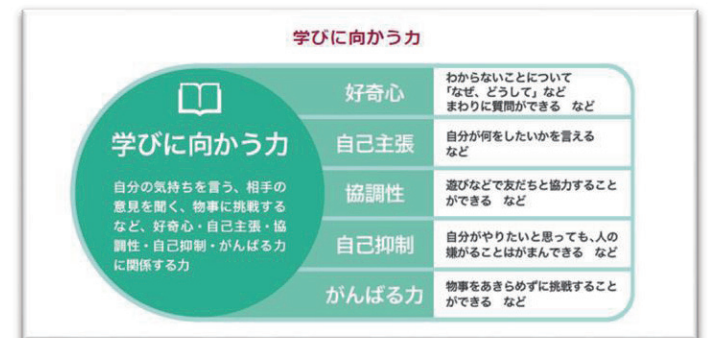 学びに向かう力
学びに向かう力
自分の気持ちを言う、相手の
意見を聞く、物事に挑戦する
など、好奇心・自己主張・協
調性・自己抑制・がんばる力
に関係する力
好奇心
わからないことについて
「なぜ、どうして」など
まわりに質問ができる など
自己主張
自分が何をしたいかを言える
など
協調性
遊びなどで友だちと協力すること
ができる など
自己抑制
自分がやりたいと思っても、人の
嫌がることはがまんできる など
がんばる力
物事をあきらめずに挑戦すること
ができる など